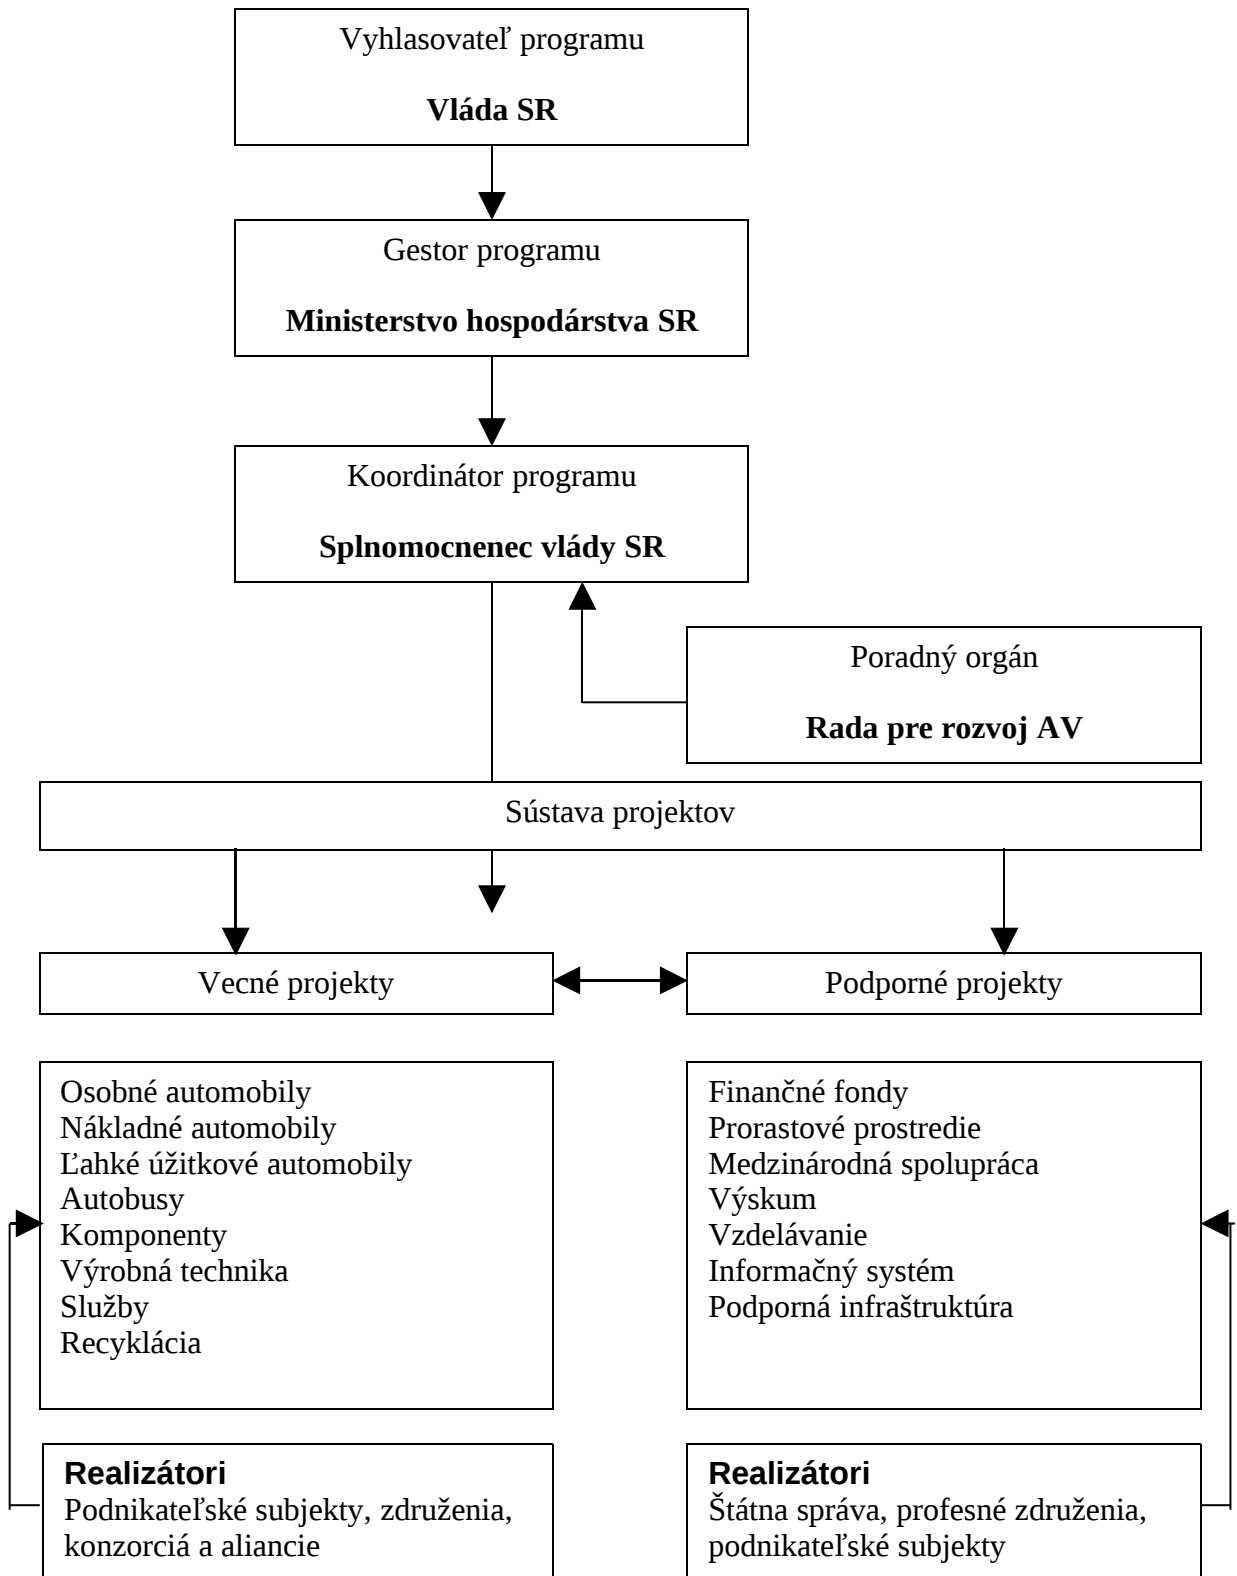 Vyhlasovateľ programu
Vláda SR
Gestor programu
Ministerstvo hospodárstva SR
Koordinátor programu
Splnomocnenec vlády SR
Poradný orgán
Rada pre rozvoj AV
Sústava projektov
Vecné projekty
Podporné projekty
Osobné automobily
Nákladné automobily
Ľahké úžitkové automobily
Autobusy
Komponenty
Výrobná technika
Služby
Recyklácia
Finančné fondy
Prorastové prostredie
Medzinárodná spolupráca
Výskum
Vzdelávanie
Informačný systém
Podporná infraštruktúra
Realizátori
Podnikateľské subjekty, združenia,
konzorciá a aliancie
Realizátori
Štátna správa, profesné združenia,
podnikateľské subjekty